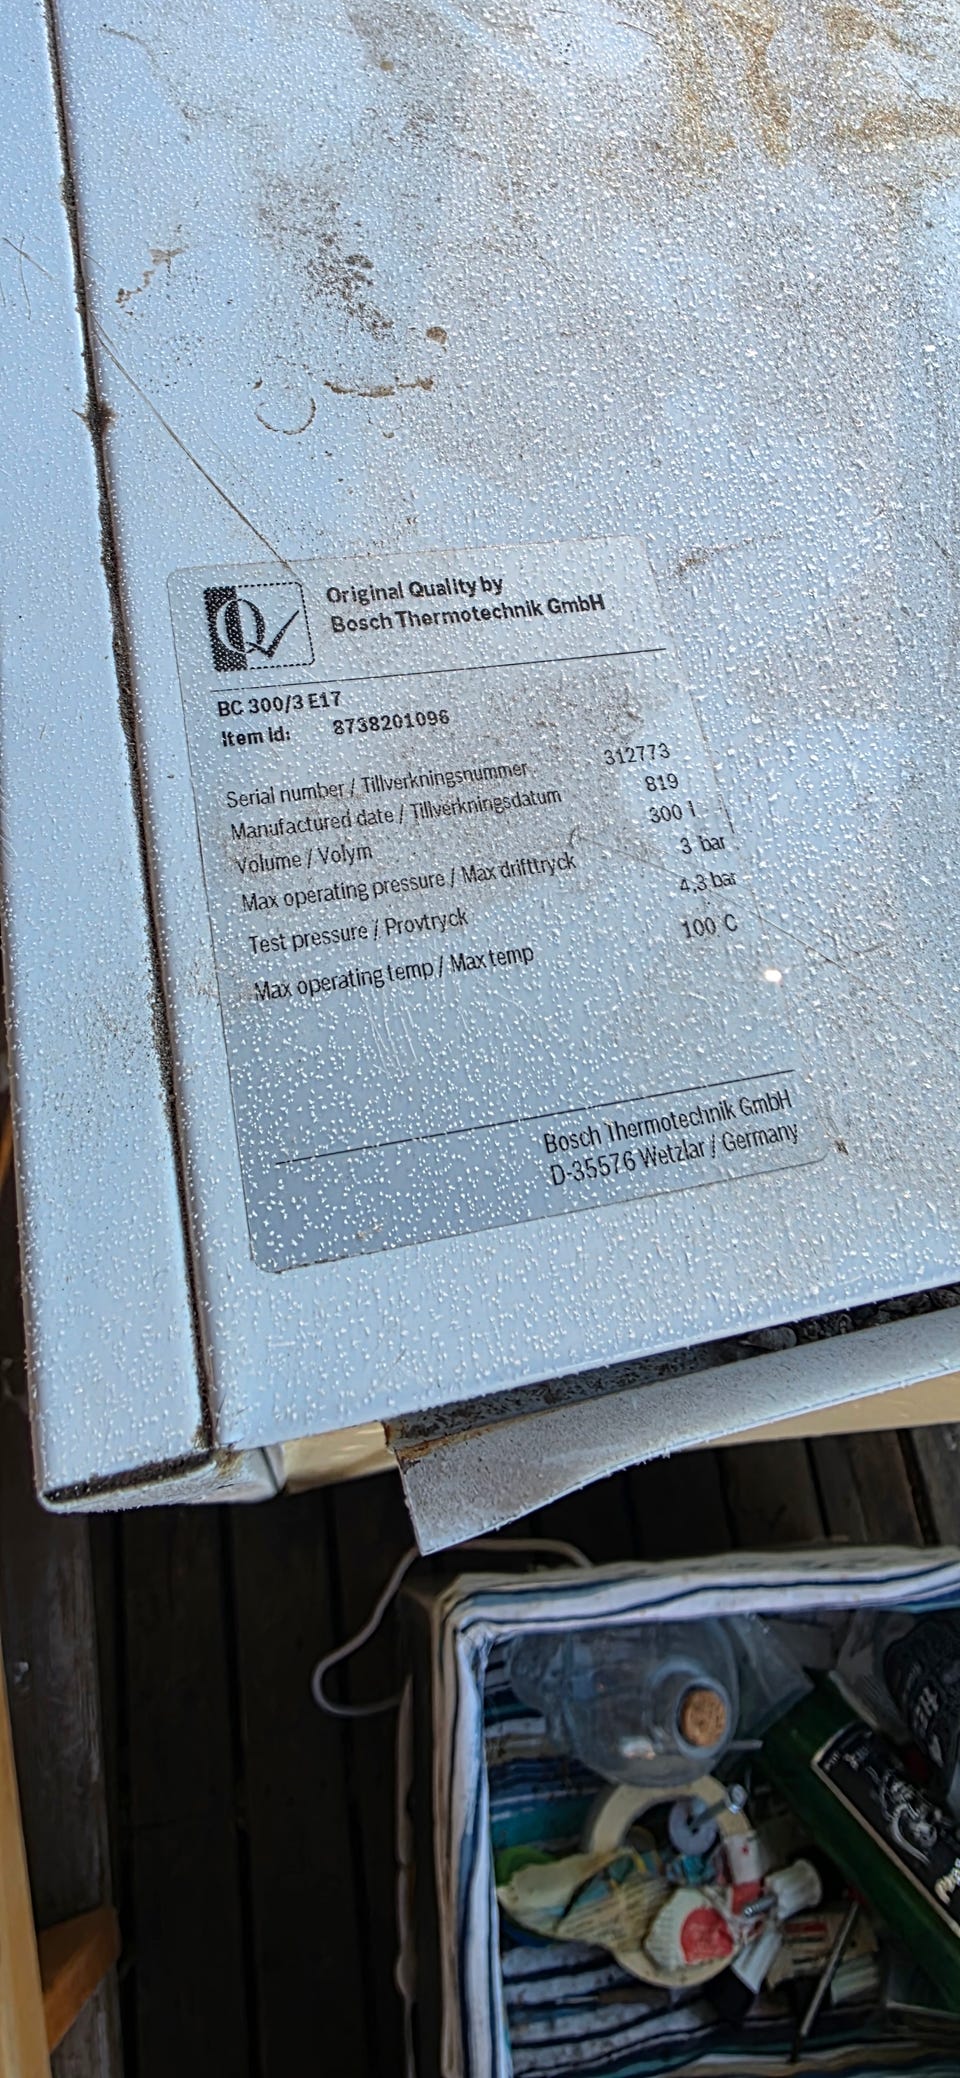 Original Quality by
Bosch Thermotechnik GmbH
BC 300/3 E17
Item Id: 8738201096
Serial number / Tillverkningsnummer 312773
Manufactured date / Tillverkningsdatum 819
Volume / Volym 300 l
Max operating pressure / Max drifttryck 3 bar
Test pressure / Provtryck 4,3 bar
Max operating temp / Max temp 100 C
Bosch Thermotechnik GmbH
D-35576 Wetzlar / Germany